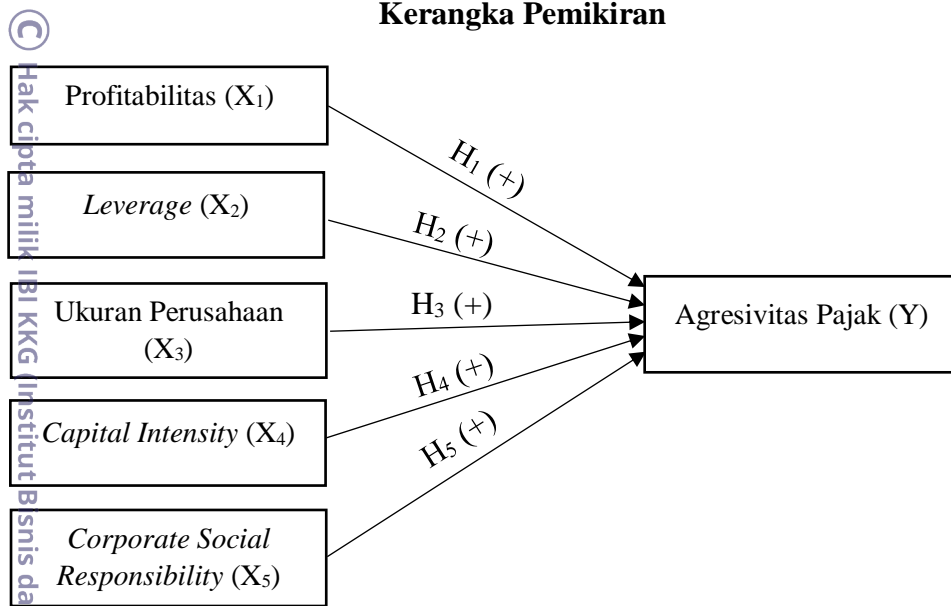 Kerangka Pemikiran
© Hak cipta milik IBI KKG (Institut Bisnis da
Profitabilitas (X₁)
Leverage (X₂)
Ukuran Perusahaan
(X₃)
Capital Intensity (X₄)
Corporate Social
Responsibility (X₅)
H₁ (+)
H₂ (+)
H₃ (+)
H₄ (+)
H₅ (+)
Agresivitas Pajak (Y)